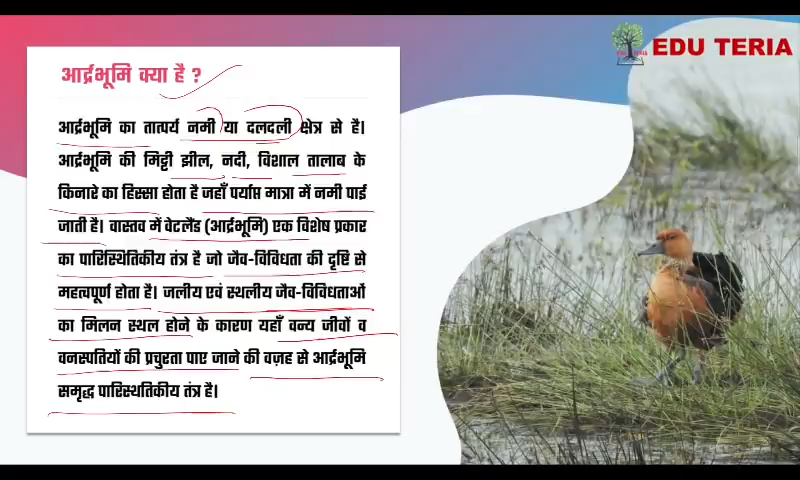 EDU TERIA
आर्द्रभूमि क्या है ?
आर्द्रभूमि का तात्पर्य नमी या दलदली क्षेत्र से है।
आर्द्रभूमि की मिट्टी झील, नदी, विशाल तालाब के
किनारे का हिस्सा होता है जहाँ पर्याप्त मात्रा में नमी पाई
जाती है। वास्तव में वेटलैंड (आर्द्रभूमि) एक विशेष प्रकार
का पारिस्थितिकीय तंत्र है जो जैव-विविधता की दृष्टि से
महत्वपूर्ण होता है। जलीय एवं स्थलीय जैव-विविधताओं
का मिलन स्थल होने के कारण यहाँ वन्य जीवों व
वनस्पतियों की प्रचुरता पाए जाने की वज़ह से आर्द्रभूमि
समृद्ध पारिस्थतिकीय तंत्र है।